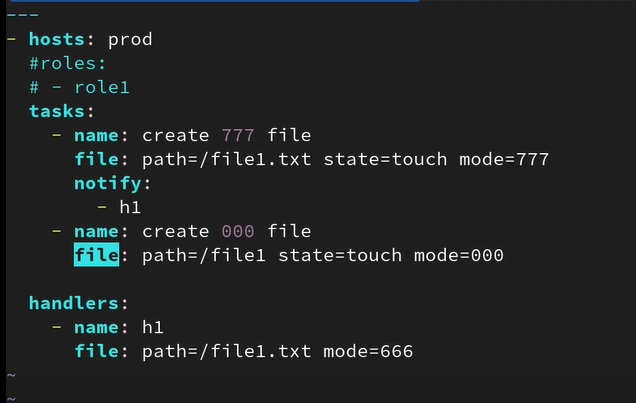 ---
- hosts: prod
  #roles:
  # - role1
  tasks:
    - name: create 777 file
      file: path=/file1.txt state=touch mode=777
      notify:
        - h1
    - name: create 000 file
      file: path=/file1 state=touch mode=000

  handlers:
    - name: h1
      file: path=/file1.txt mode=666
~
~